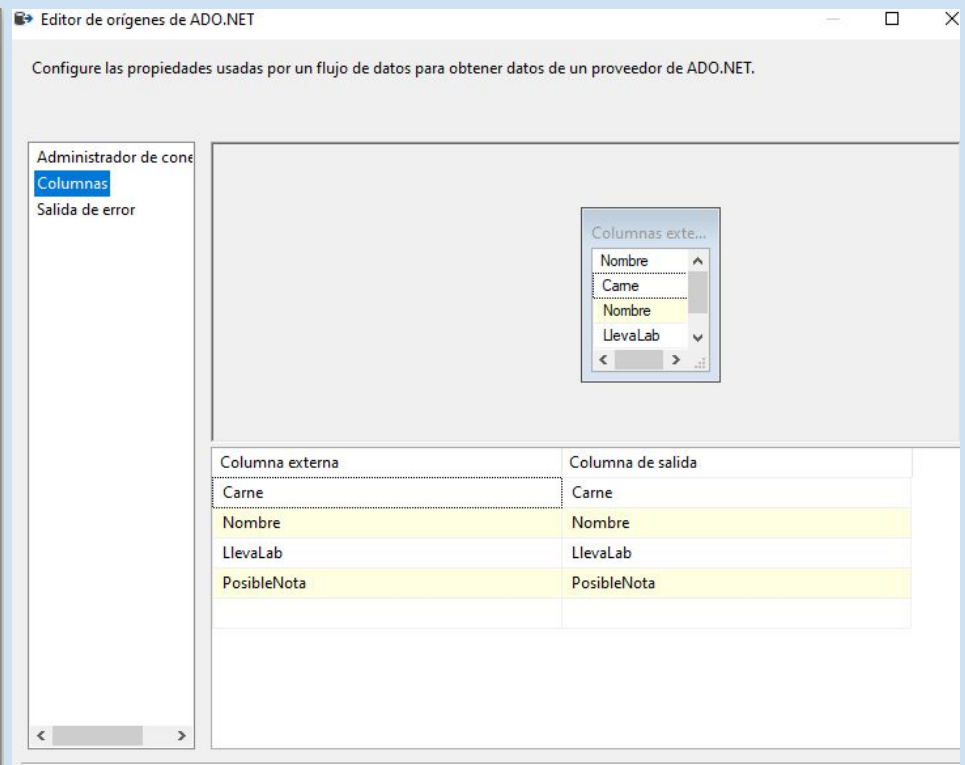 Editor de orígenes de ADO.NET
Configure las propiedades usadas por un flujo de datos para obtener datos de un proveedor de ADO.NET.
Administrador de cone
Columnas
Salida de error
Columnas exte...
Nombre
Carne
Nombre
LlevaLab
Columna externa Columna de salida
Carne Carne
Nombre Nombre
LlevaLab LlevaLab
PosibleNota PosibleNota